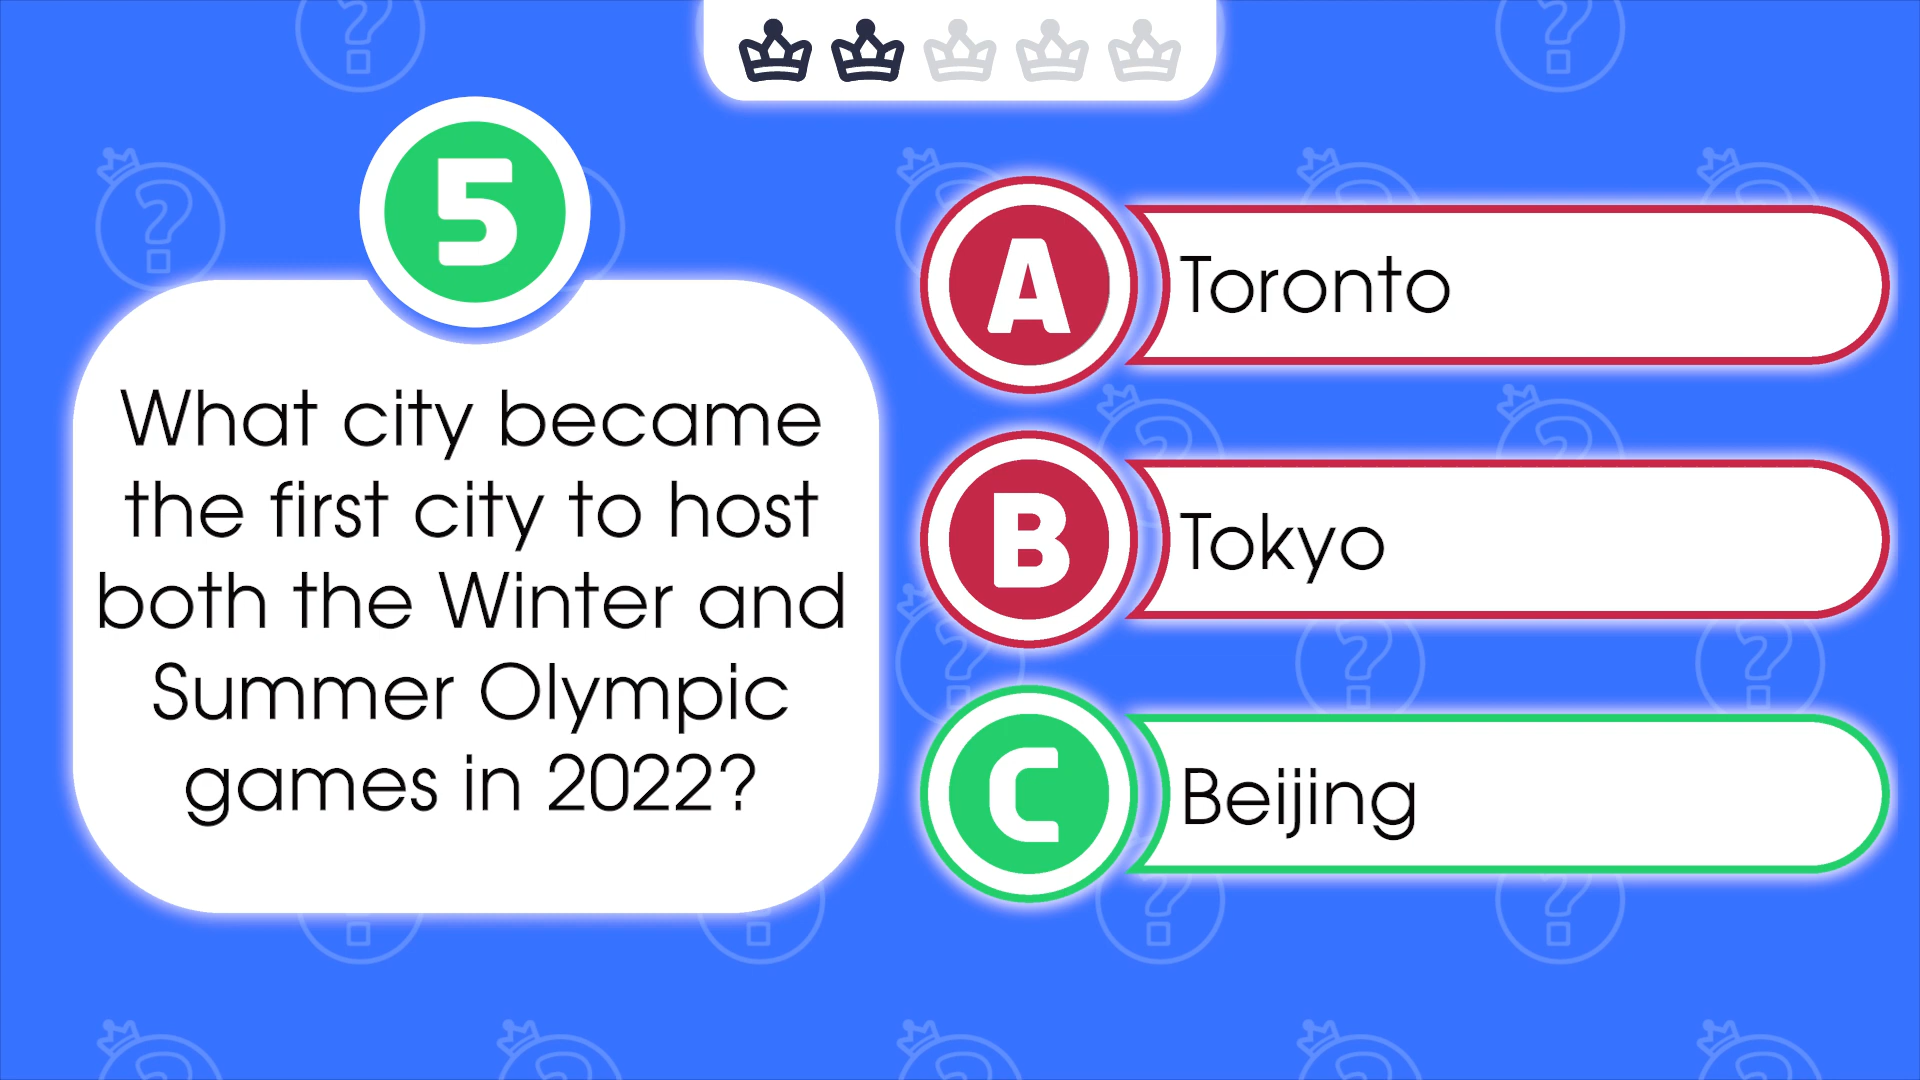 5
What city became
the first city to host
both the Winter and
Summer Olympic
games in 2022?
A Toronto
B Tokyo
C Beijing